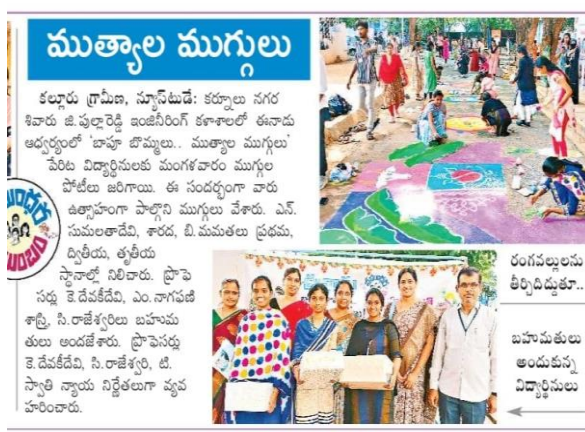 ముత్యాల ముగ్గులు
కల్లూరు గ్రామీణ, న్యూస్‌టుడే: కర్నూలు నగర
శివారు జి.పుల్లారెడ్డి ఇంజినీరింగ్ కళాశాలలో ఈనాడు
ఆధ్వర్యంలో ‘బాపూ బొమ్మలు.. ముత్యాల ముగ్గులు’
పేరిట విద్యార్థినులకు మంగళవారం ముగ్గుల
పోటీలు జరిగాయి. ఈ సందర్భంగా వారు
ఉత్సాహంగా పాల్గొని ముగ్గులు వేశారు. ఎన్.
సుమలతాదేవి, శారద, బి.మమతలు ప్రథమ,
ద్వితీయ, తృతీయ
స్థానాల్లో నిలిచారు. ప్రొఫె
సర్లు కె.దేవకీదేవి, ఎం.నాగఫణి
శాస్త్రి, సి.రాజేశ్వరిలు బహుమ
తులు అందజేశారు. ప్రొఫెసర్లు
కె.దేవకీదేవి, సి.రాజేశ్వరి, టి.
స్వాతి న్యాయ నిర్ణేతలుగా వ్యవ
హరించారు.
రంగవల్లులను
తీర్చిదిద్దుతూ..
బహుమతులు
అందుకున్న
విద్యార్థినులు